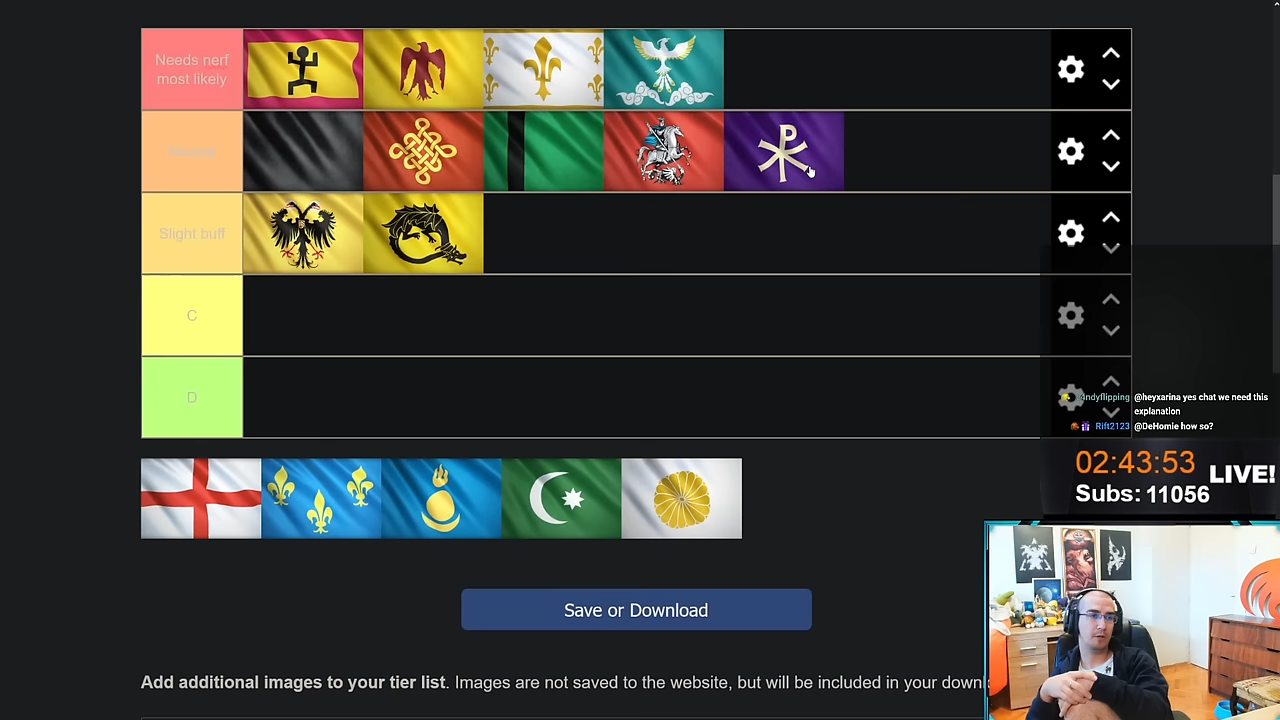 Needs nerf
most likely
Slight buff
C
D
4ndyflipping @heyxarina yes chat we need this
explanation
Rift2123 @DeHomie how so?
02:43:53
LIVE!
Subs: 11056
Save or Download
Add additional images to your tier list. Images are not saved to the website, but will be included in your downl